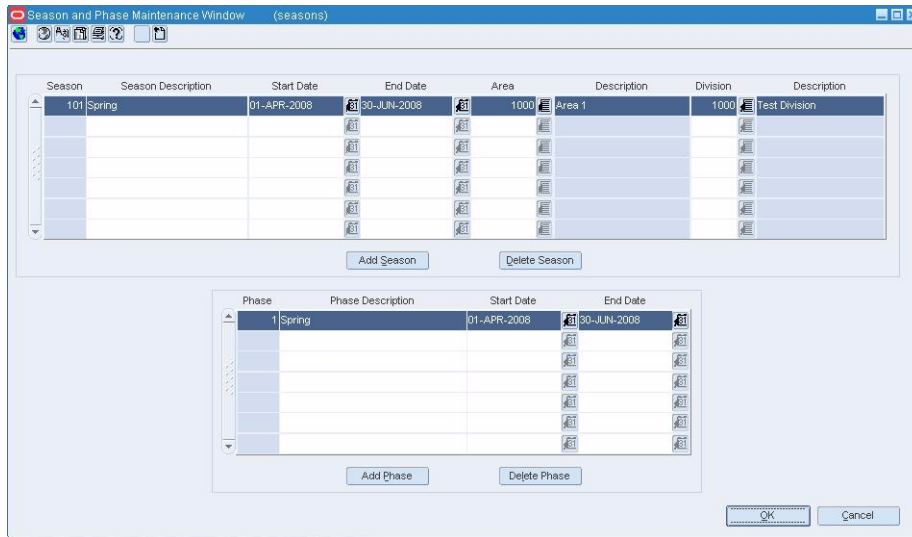 Season and Phase Maintenance Window (seasons)
Season Season Description Start Date End Date Area Description Division Description
101 Spring 01-APR-2008 30-JUN-2008 1000 Area 1 1000 Test Division
Add Season Delete Season
Phase Phase Description Start Date End Date
1 Spring 01-APR-2008 30-JUN-2008
Add Phase Delete Phase
OK Cancel